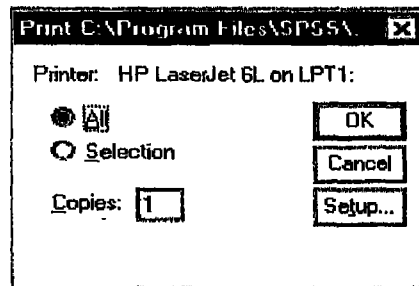 Print C:\Program Files\SPSS\.
Printer: HP LaserJet 6L on LPT1:
All
OK
Selection
Cancel
Copies: 1
Setup...